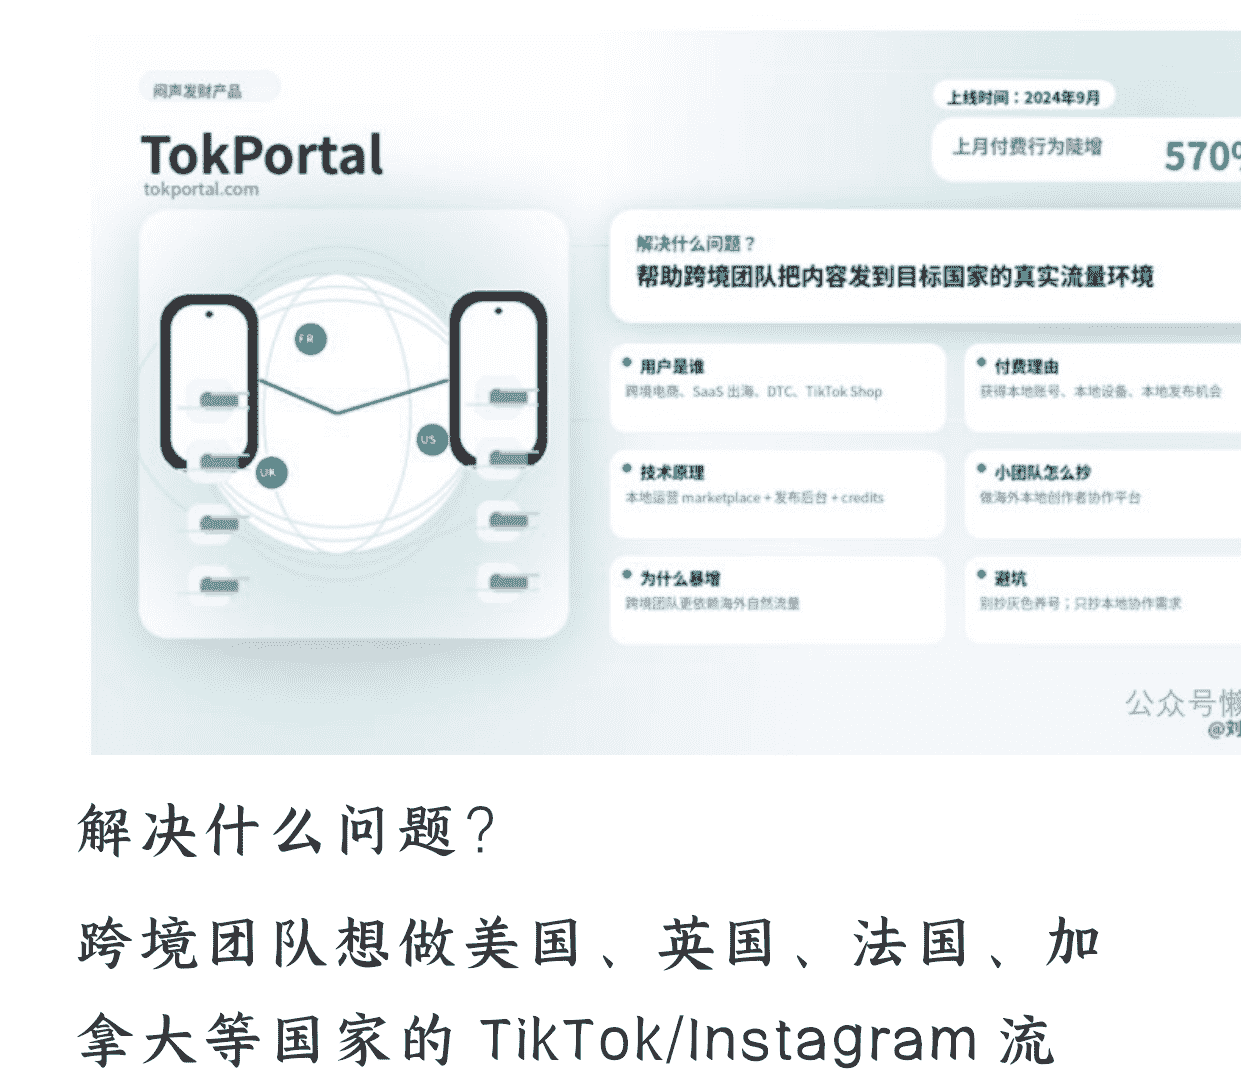 闷声发财产品
上线时间：2024年9月
TokPortal
上月付费行为陡增 570%
tokportal.com
解决什么问题？
帮助跨境团队把内容发到目标国家的真实流量环境
FR
US
UK
用户是谁
跨境电商、SaaS 出海、DTC、TikTok Shop
付费理由
获得本地账号、本地设备、本地发布机会
技术原理
本地运营 marketplace + 发布后台 + credits
小团队怎么抄
做海外本地创作者协作平台
为什么暴增
跨境团队更依赖海外自然流量
避坑
别抄灰色养号；只抄本地协作需求
公众号懒
@刘
解决什么问题?
跨境团队想做美国、英国、法国、加
拿大等国家的 TikTok/Instagram 流